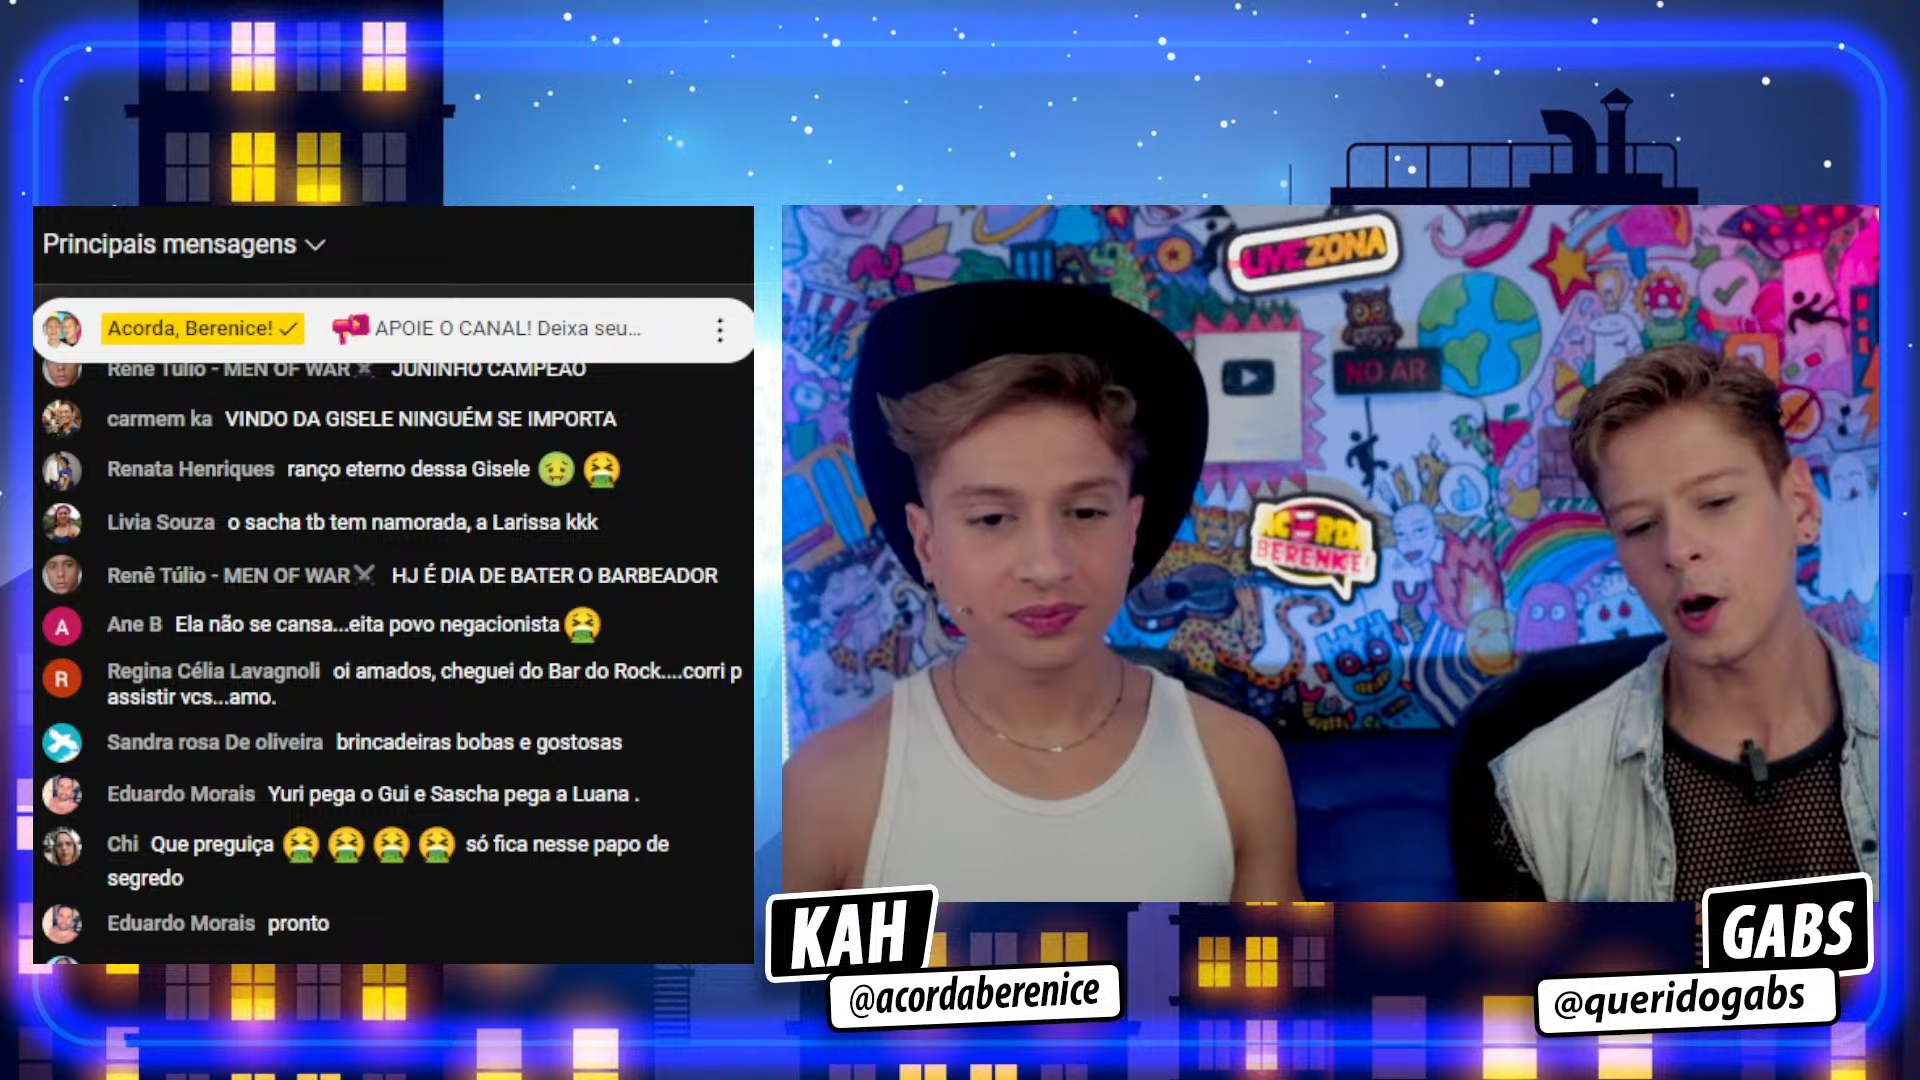 Principais mensagens
Acorda, Berenice! APOIE O CANAL! Deixa seu...
Renê Túlio - MEN OF WAR JUNINHO CAMPEÃO
carmem ka VINDO DA GISELE NINGUÉM SE IMPORTA
Renata Henriques ranço eterno dessa Gisele
Livia Souza o sacha tb tem namorada, a Larissa kkk
Renê Túlio - MEN OF WAR HJ É DIA DE BATER O BARBEADOR
A
Ane B Ela não se cansa...eita povo negacionista
R
Regina Célia Lavagnoli oi amados, cheguei do Bar do Rock....corri p
assistir vcs...amo.
Sandra rosa De oliveira brincadeiras bobas e gostosas
Eduardo Morais Yuri pega o Gui e Sascha pega a Luana .
Chi Que preguiça só fica nesse papo de
segredo
Eduardo Morais pronto
LIVEZONA
NO AR
ACORDA
BERENICE!
KAH
@acordaberenice
GABS
@queridogabs